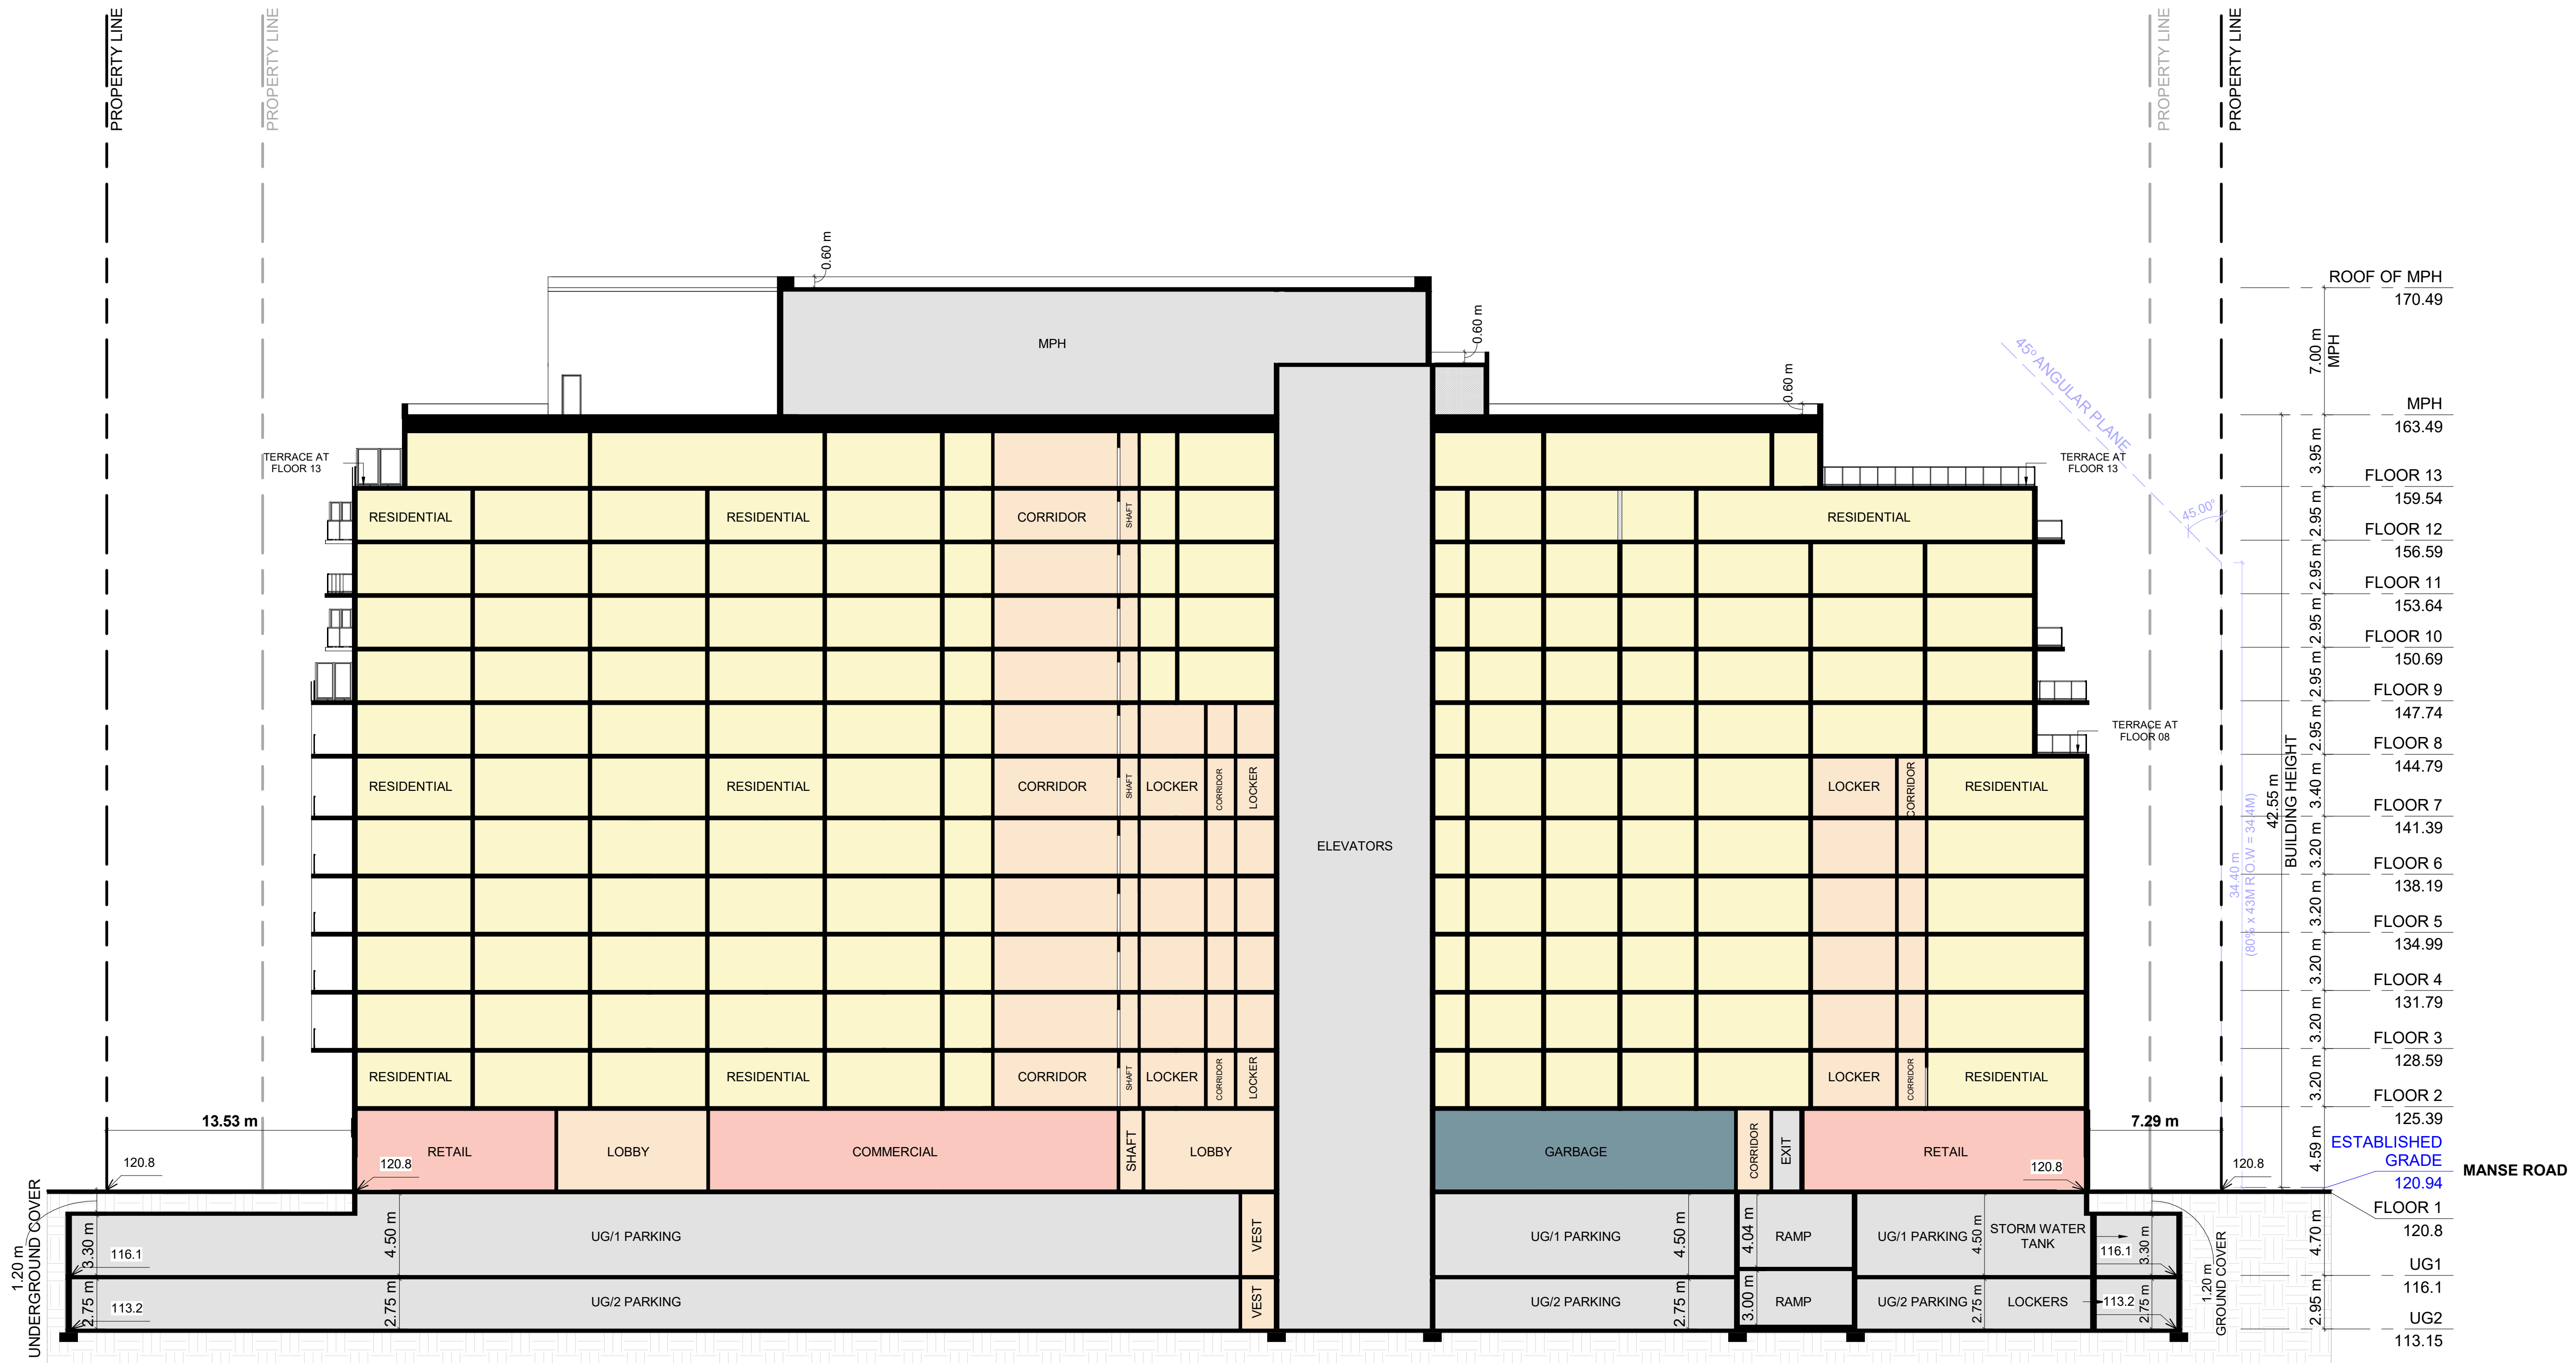 PROPERTY LINE
PROPERTY LINE
PROPERTY LINE
PROPERTY LINE
0.60 m
0.60 m
0.60 m
MPH
TERRACE AT
FLOOR 13
TERRACE AT
FLOOR 13
45° ANGULAR PLANE
45.00°
RESIDENTIAL
RESIDENTIAL
CORRIDOR
SHAFT
RESIDENTIAL
TERRACE AT
FLOOR 08
RESIDENTIAL
RESIDENTIAL
CORRIDOR
SHAFT
LOCKER
CORRIDOR
LOCKER
LOCKER
CORRIDOR
RESIDENTIAL
ELEVATORS
RESIDENTIAL
RESIDENTIAL
CORRIDOR
SHAFT
LOCKER
CORRIDOR
LOCKER
LOCKER
CORRIDOR
RESIDENTIAL
13.53 m
7.29 m
RETAIL
LOBBY
COMMERCIAL
SHAFT
LOBBY
GARBAGE
CORRIDOR
EXIT
RETAIL
120.8
120.8
120.8
120.8
1.20 m
UNDERGROUND COVER
3.30 m
116.1
4.50 m
UG/1 PARKING
VEST
UG/1 PARKING
4.50 m
4.04 m
RAMP
UG/1 PARKING
4.50 m
STORM WATER
TANK
116.1
3.30 m
1.20 m
GROUND COVER
2.75 m
113.2
2.75 m
UG/2 PARKING
VEST
UG/2 PARKING
2.75 m
3.00 m
RAMP
UG/2 PARKING
2.75 m
LOCKERS
113.2
2.75 m
34.40 m
(80% x 43M R.O.W = 34.4M)
42.55 m
BUILDING HEIGHT
ROOF OF MPH
170.49
7.00 m
MPH
MPH
163.49
3.95 m
FLOOR 13
159.54
2.95 m
FLOOR 12
156.59
2.95 m
FLOOR 11
153.64
2.95 m
FLOOR 10
150.69
2.95 m
FLOOR 9
147.74
2.95 m
FLOOR 8
144.79
3.40 m
FLOOR 7
141.39
3.20 m
FLOOR 6
138.19
3.20 m
FLOOR 5
134.99
3.20 m
FLOOR 4
131.79
3.20 m
FLOOR 3
128.59
3.20 m
FLOOR 2
125.39
4.59 m
ESTABLISHED
GRADE
120.94
MANSE ROAD
FLOOR 1
120.8
4.70 m
UG1
116.1
2.95 m
UG2
113.15